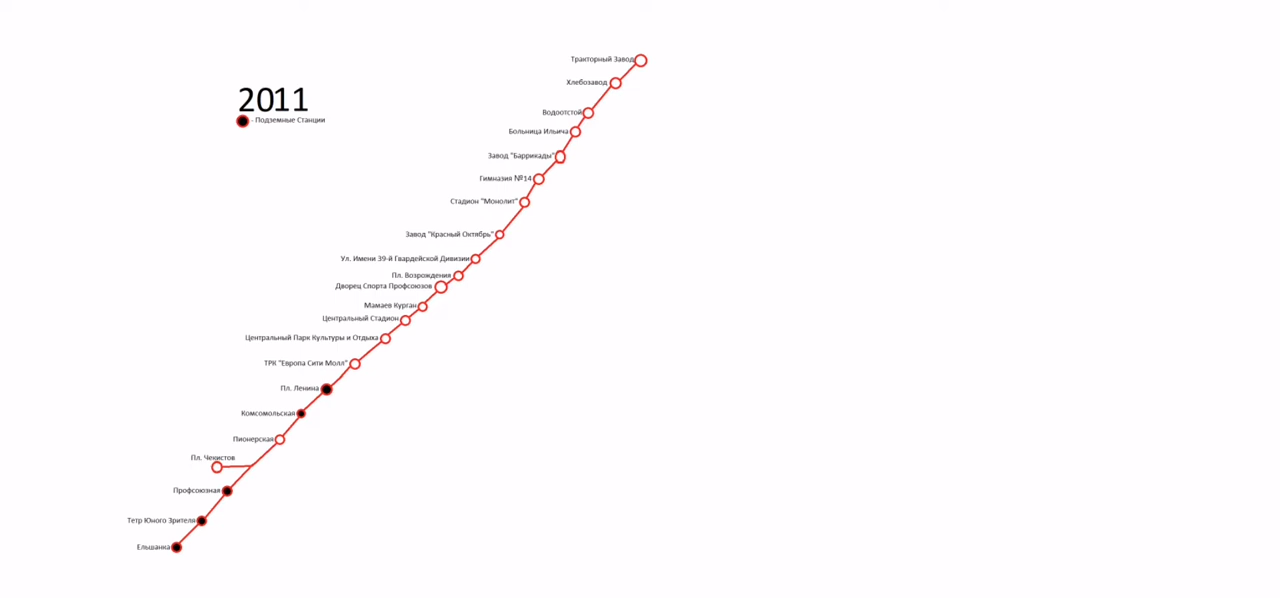 Тракторный Завод
Хлебозавод
2011
- Подземные Станции
Водоотстой
Больница Ильича
Завод "Баррикады"
Гимназия №14
Стадион "Монолит"
Завод "Красный Октябрь"
Ул. Имени 39-й Гвардейской Дивизии
Пл. Возрождения
Дворец Спорта Профсоюзов
Мамаев Курган
Центральный Стадион
Центральный Парк Культуры и Отдыха
ТРК "Европа Сити Молл"
Пл. Ленина
Комсомольская
Пионерская
Пл. Чекистов
Профсоюзная
Тетр Юного Зрителя
Ельшанка